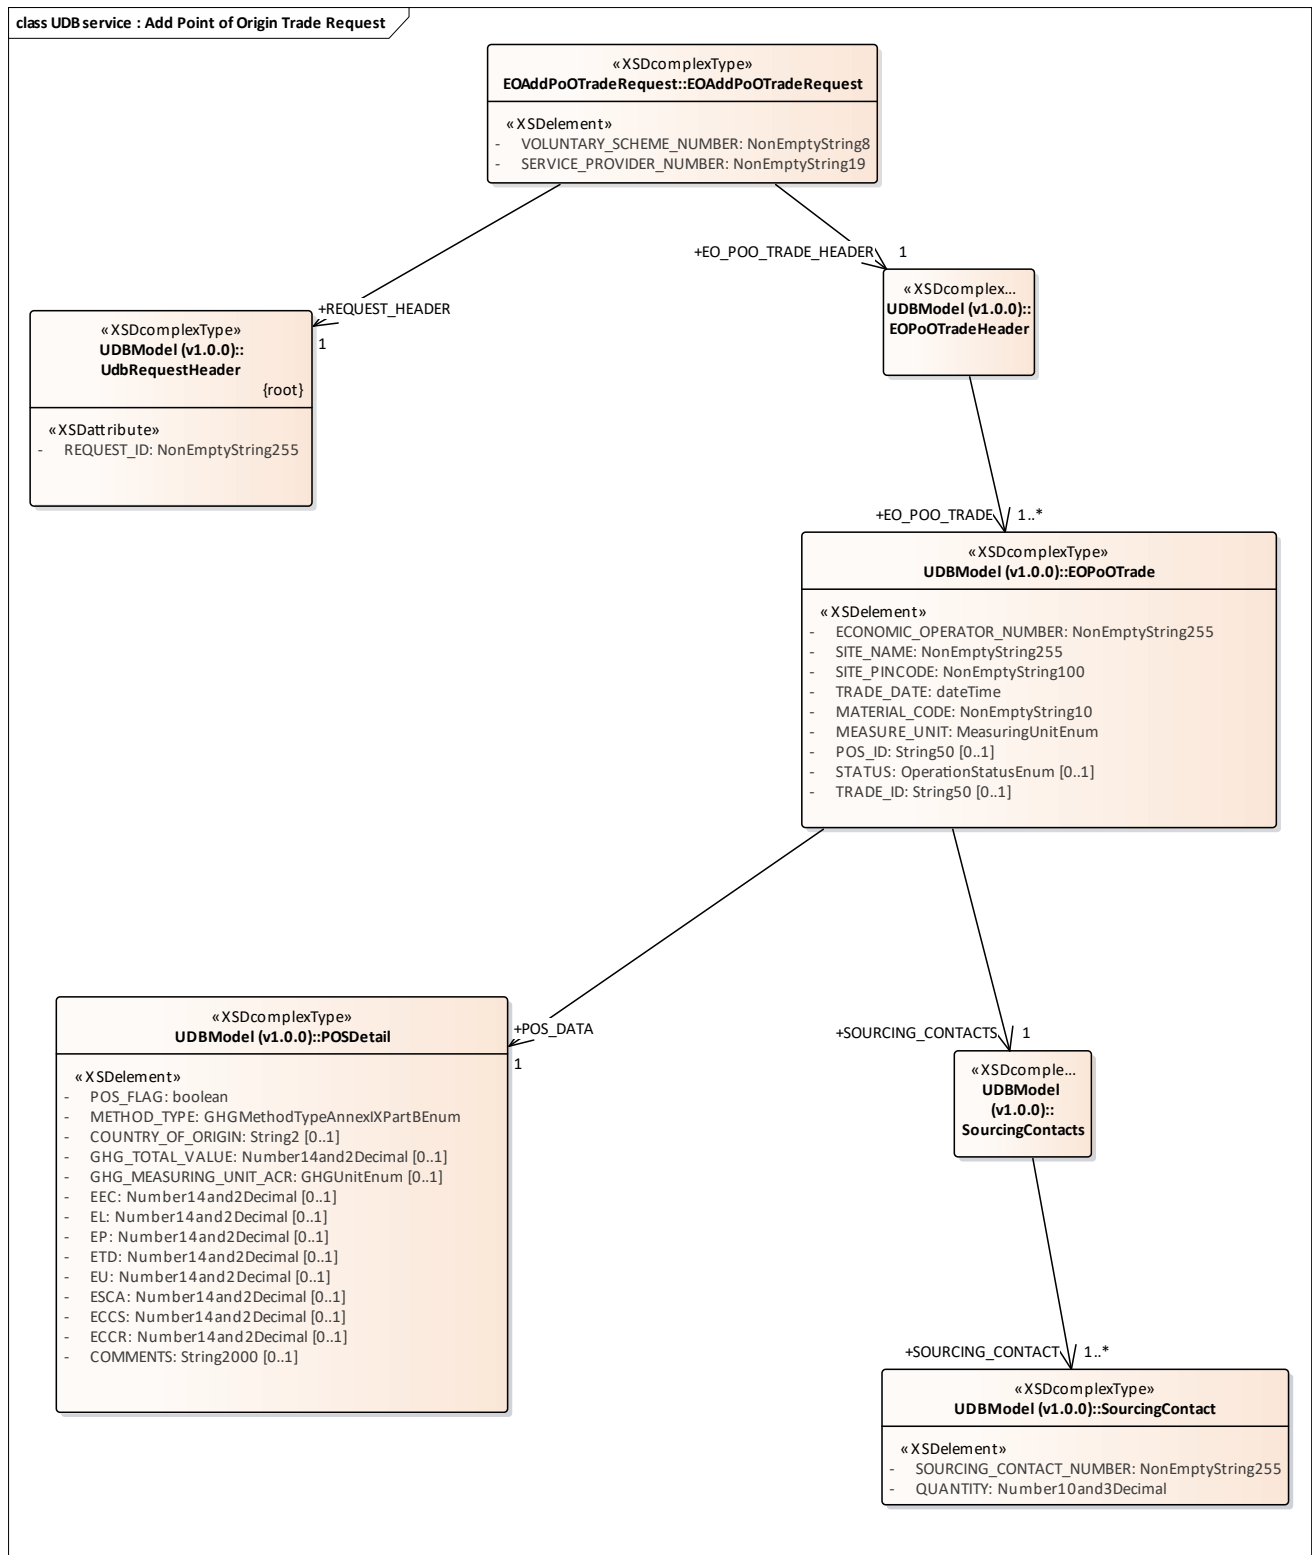 class UDB service : Add Point of Origin Trade Request
«XSDcomplexType»
EOAddPoOTradeRequest::EOAddPoOTradeRequest
«XSDelement»
- VOLUNTARY_SCHEME_NUMBER: NonEmptyString8
- SERVICE_PROVIDER_NUMBER: NonEmptyString19
+EO_POO_TRADE_HEADER 1
«XSDcomplex...
UDBModel (v1.0.0)::
EOPoOTradeHeader
+REQUEST_HEADER
1
«XSDcomplexType»
UDBModel (v1.0.0)::
UdbRequestHeader
{root}
«XSDattribute»
- REQUEST_ID: NonEmptyString255
+EO_POO_TRADE 1..*
«XSDcomplexType»
UDBModel (v1.0.0)::EOPoOTrade
«XSDelement»
- ECONOMIC_OPERATOR_NUMBER: NonEmptyString255
- SITE_NAME: NonEmptyString255
- SITE_PINCODE: NonEmptyString100
- TRADE_DATE: dateTime
- MATERIAL_CODE: NonEmptyString10
- MEASURE_UNIT: MeasuringUnitEnum
- POS_ID: String50 [0..1]
- STATUS: OperationStatusEnum [0..1]
- TRADE_ID: String50 [0..1]
+POS_DATA
1
«XSDcomplexType»
UDBModel (v1.0.0)::POSDetail
«XSDelement»
- POS_FLAG: boolean
- METHOD_TYPE: GHGMethodTypeAnnexIXPartBEnum
- COUNTRY_OF_ORIGIN: String2 [0..1]
- GHG_TOTAL_VALUE: Number14and2Decimal [0..1]
- GHG_MEASURING_UNIT_ACR: GHGUnitEnum [0..1]
- EEC: Number14and2Decimal [0..1]
- EL: Number14and2Decimal [0..1]
- EP: Number14and2Decimal [0..1]
- ETD: Number14and2Decimal [0..1]
- EU: Number14and2Decimal [0..1]
- ESCA: Number14and2Decimal [0..1]
- ECCS: Number14and2Decimal [0..1]
- ECCR: Number14and2Decimal [0..1]
- COMMENTS: String2000 [0..1]
+SOURCING_CONTACTS 1
«XSDcomple...
UDBModel
(v1.0.0)::
SourcingContacts
+SOURCING_CONTACT 1..*
«XSDcomplexType»
UDBModel (v1.0.0)::SourcingContact
«XSDelement»
- SOURCING_CONTACT_NUMBER: NonEmptyString255
- QUANTITY: Number10and3Decimal